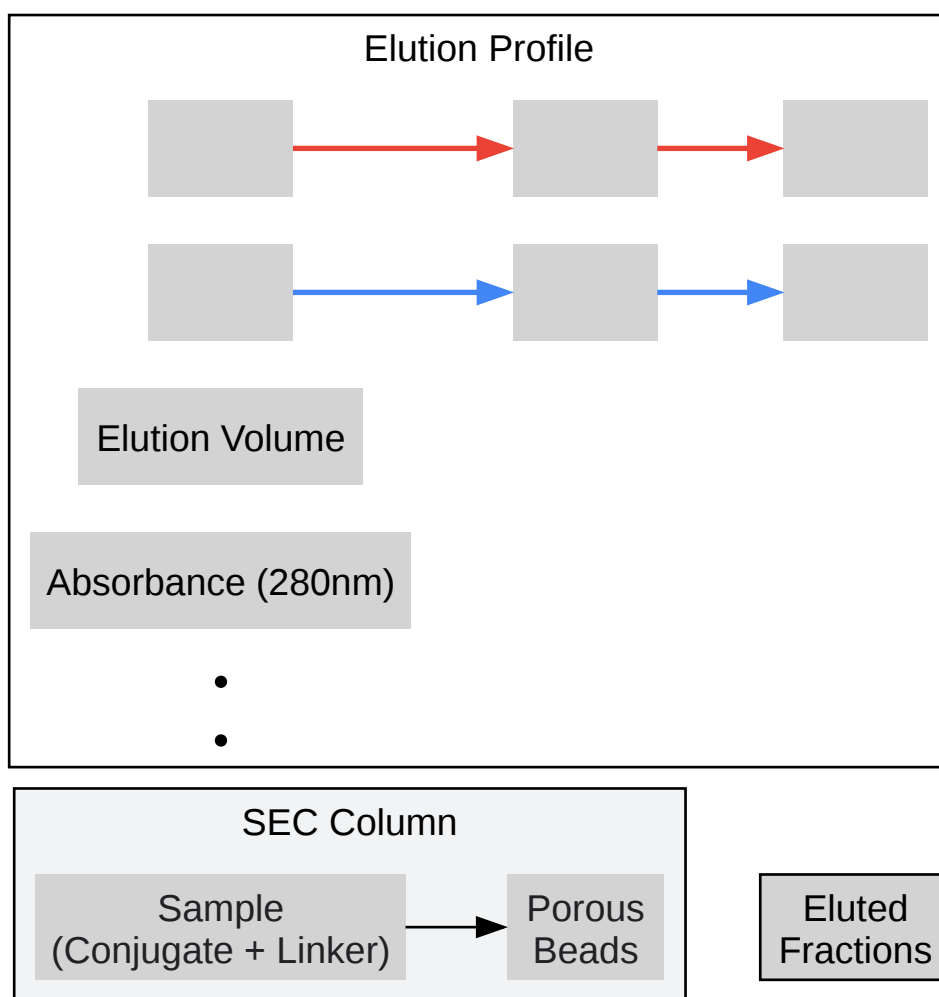 Elution Profile
Elution Volume
Absorbance (280nm)
SEC Column
Sample
(Conjugate + Linker)
Porous
Beads
Eluted
Fractions